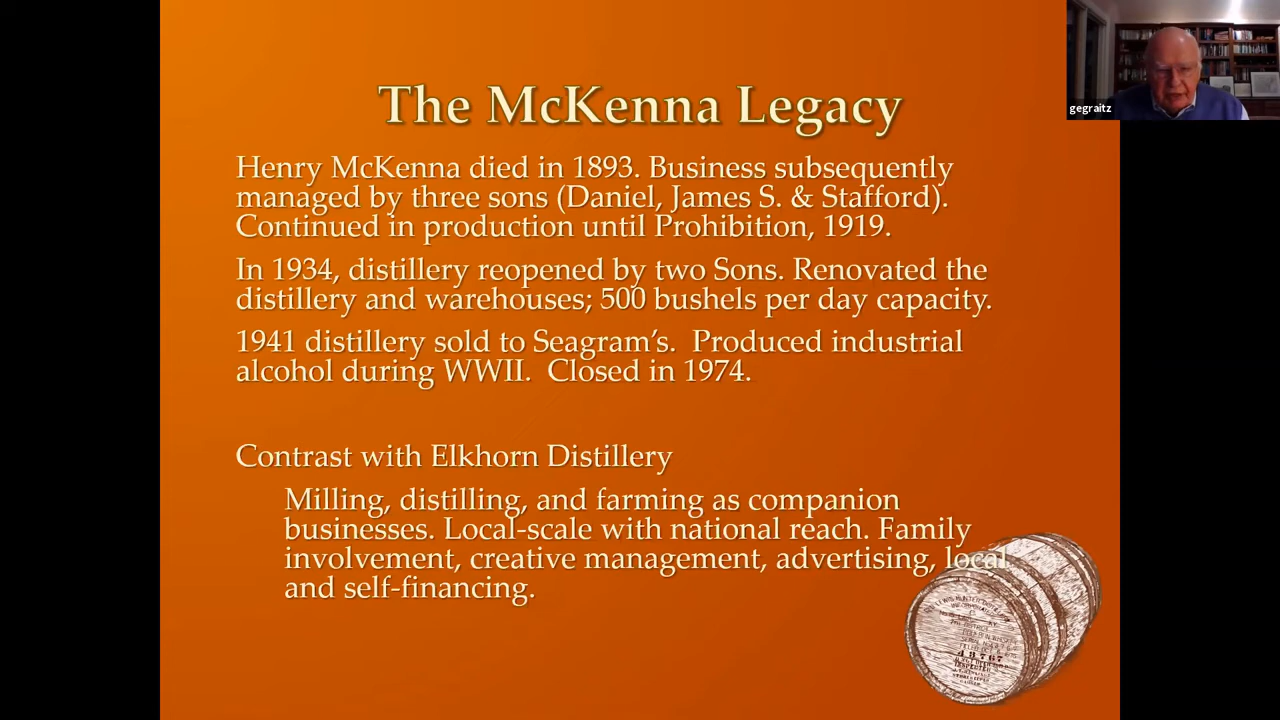 The McKenna Legacy
gegraitz
Henry McKenna died in 1893. Business subsequently
managed by three sons (Daniel, James S. & Stafford).
Continued in production until Prohibition, 1919.
In 1934, distillery reopened by two Sons. Renovated the
distillery and warehouses; 500 bushels per day capacity.
1941 distillery sold to Seagram’s.  Produced industrial
alcohol during WWII.  Closed in 1974.
Contrast with Elkhorn Distillery
Milling, distilling, and farming as companion
businesses. Local-scale with national reach. Family
involvement, creative management, advertising, local
and self-financing.